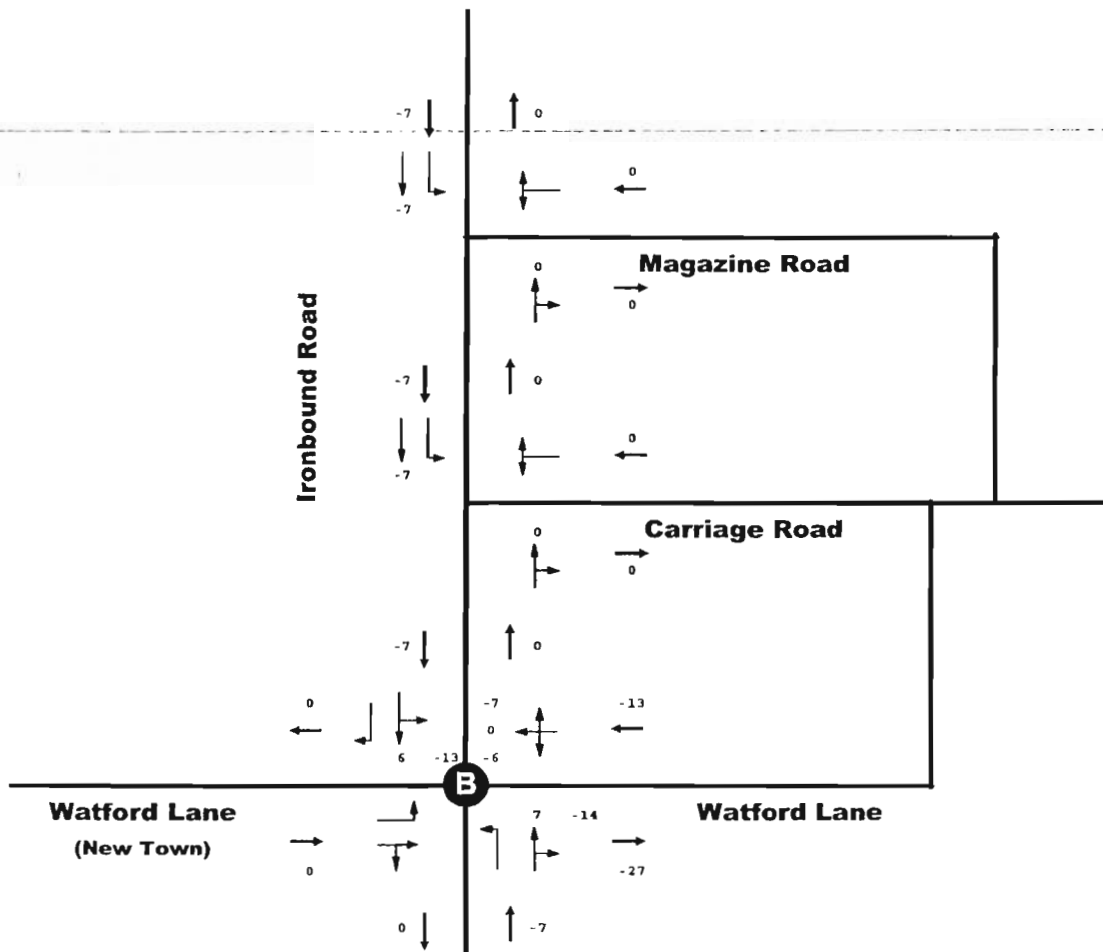 -7 0
0
-7
0
Magazine Road
0
Ironbound Road
-7 0
0
-7
0
Carriage Road
0
-7 0
0 -7 -13
0
6 -13 -6
B
Watford Lane 7 -14 Watford Lane
(New Town)
0 -27
0 -7